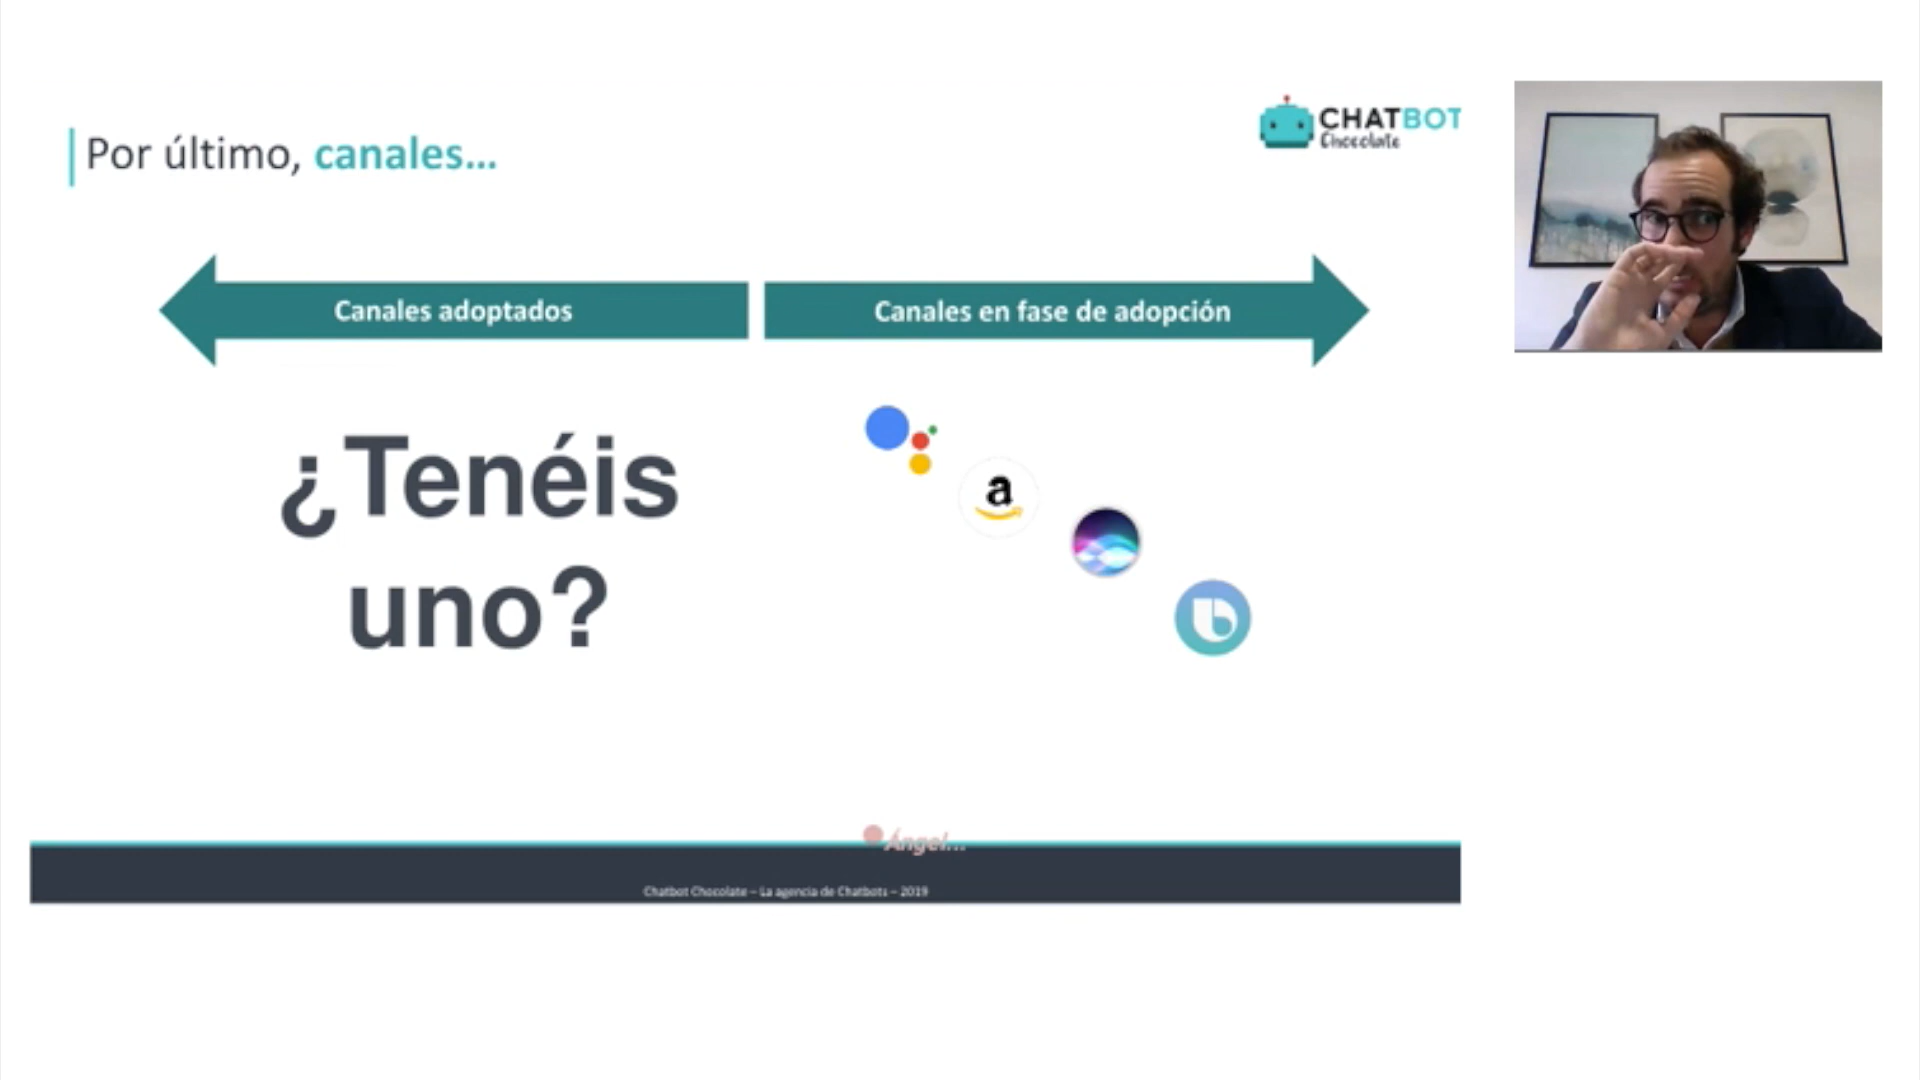 Por último, canales...
CHATBOT
Chocolate
Canales adoptados
Canales en fase de adopción
¿Tenéis
uno?
a
Ángel...
Chatbot Chocolate – La agencia de Chatbots – 2019